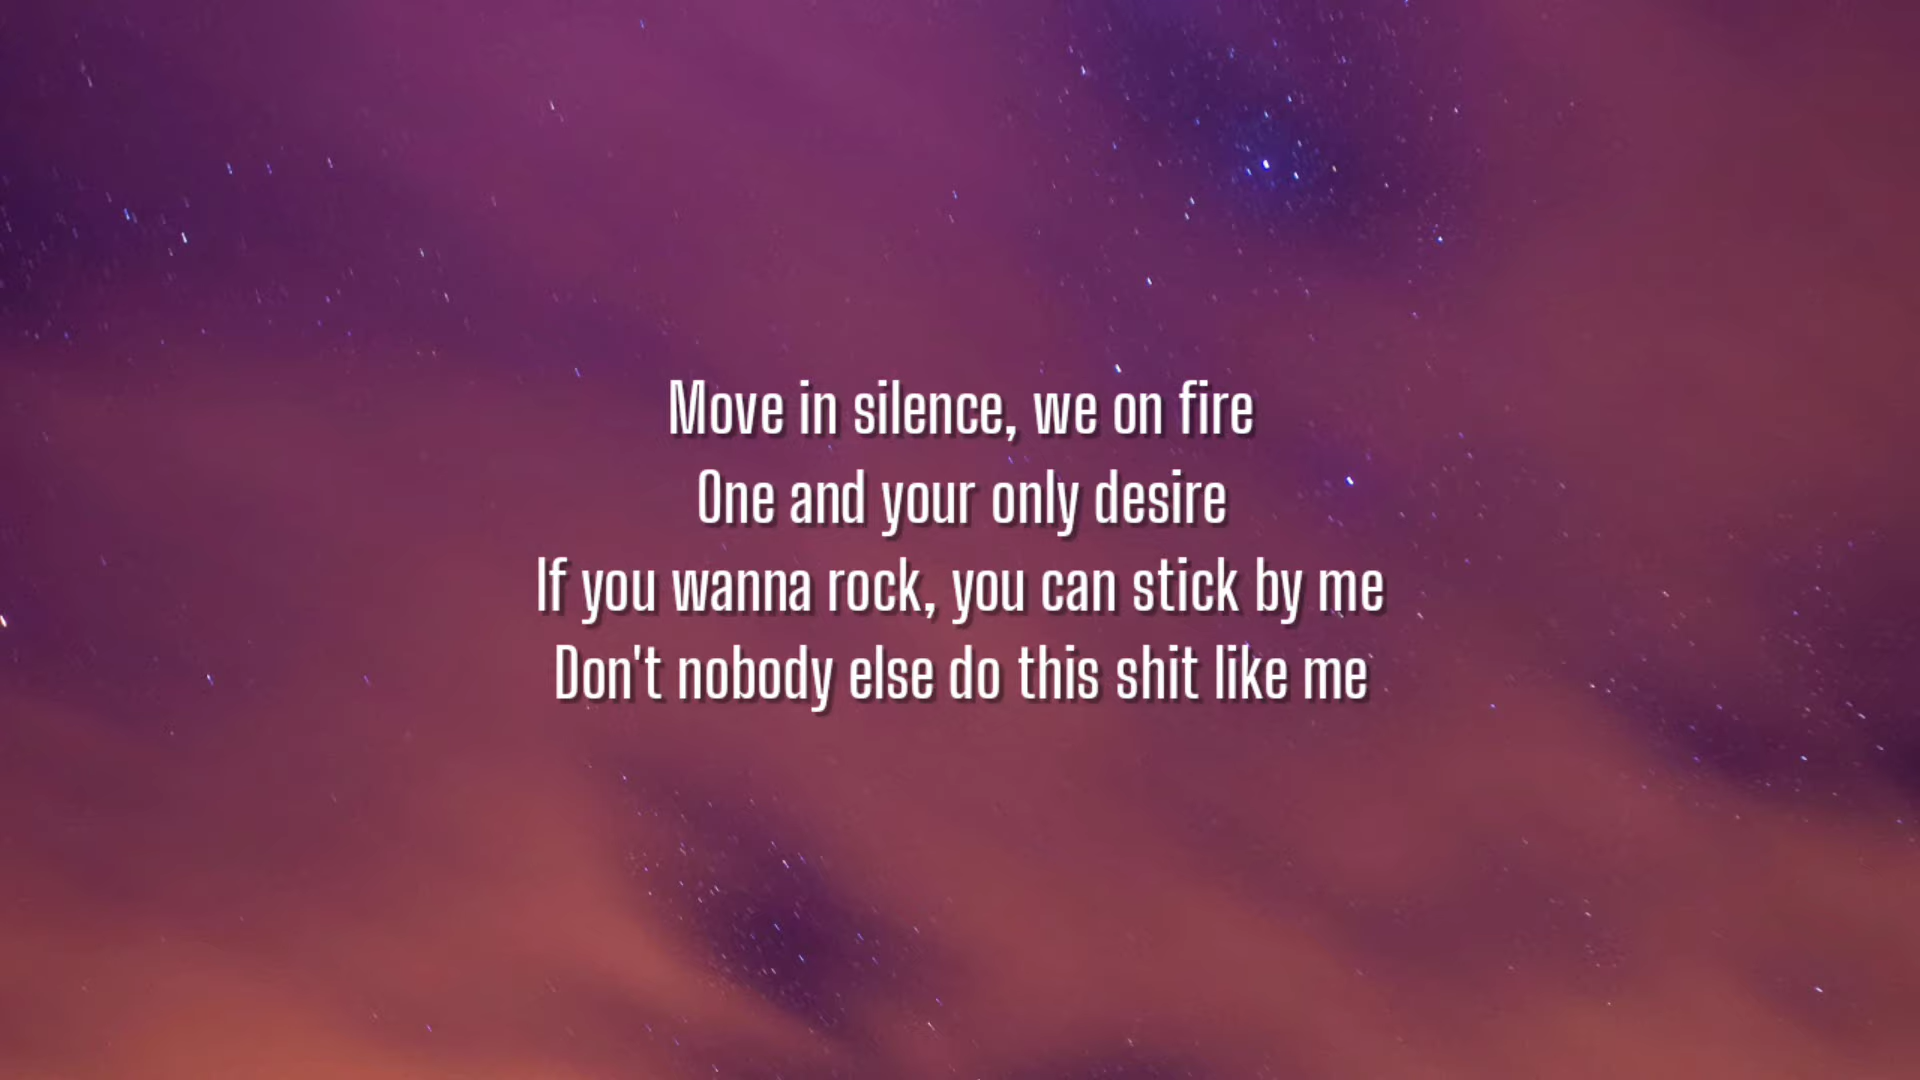 Move in silence, we on fire
One and your only desire
If you wanna rock, you can stick by me
Don't nobody else do this shit like me